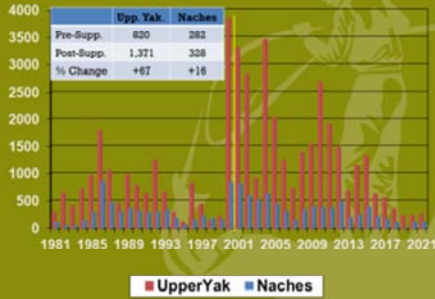 4000
3500
3000
2500
2000
1500
1000
500
0
Upp. Yak. Naches
Pre-Supp. 820 282
Post-Supp. 1,371 328
% Change +67 +16
1981 1985 1989 1993 1997 2001 2005 2009 2013 2017 2021
UpperYak Naches